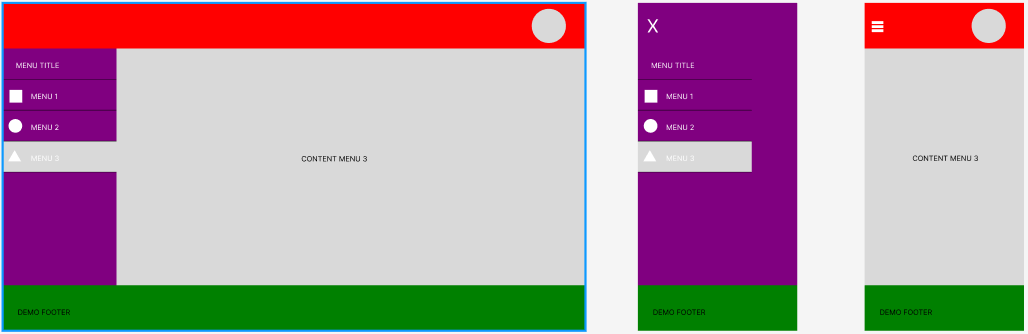 MENU TITLE
MENU 1
MENU 2
MENU 3
CONTENT MENU 3
DEMO FOOTER
X
MENU TITLE
MENU 1
MENU 2
MENU 3
DEMO FOOTER
CONTENT MENU 3
DEMO FOOTER